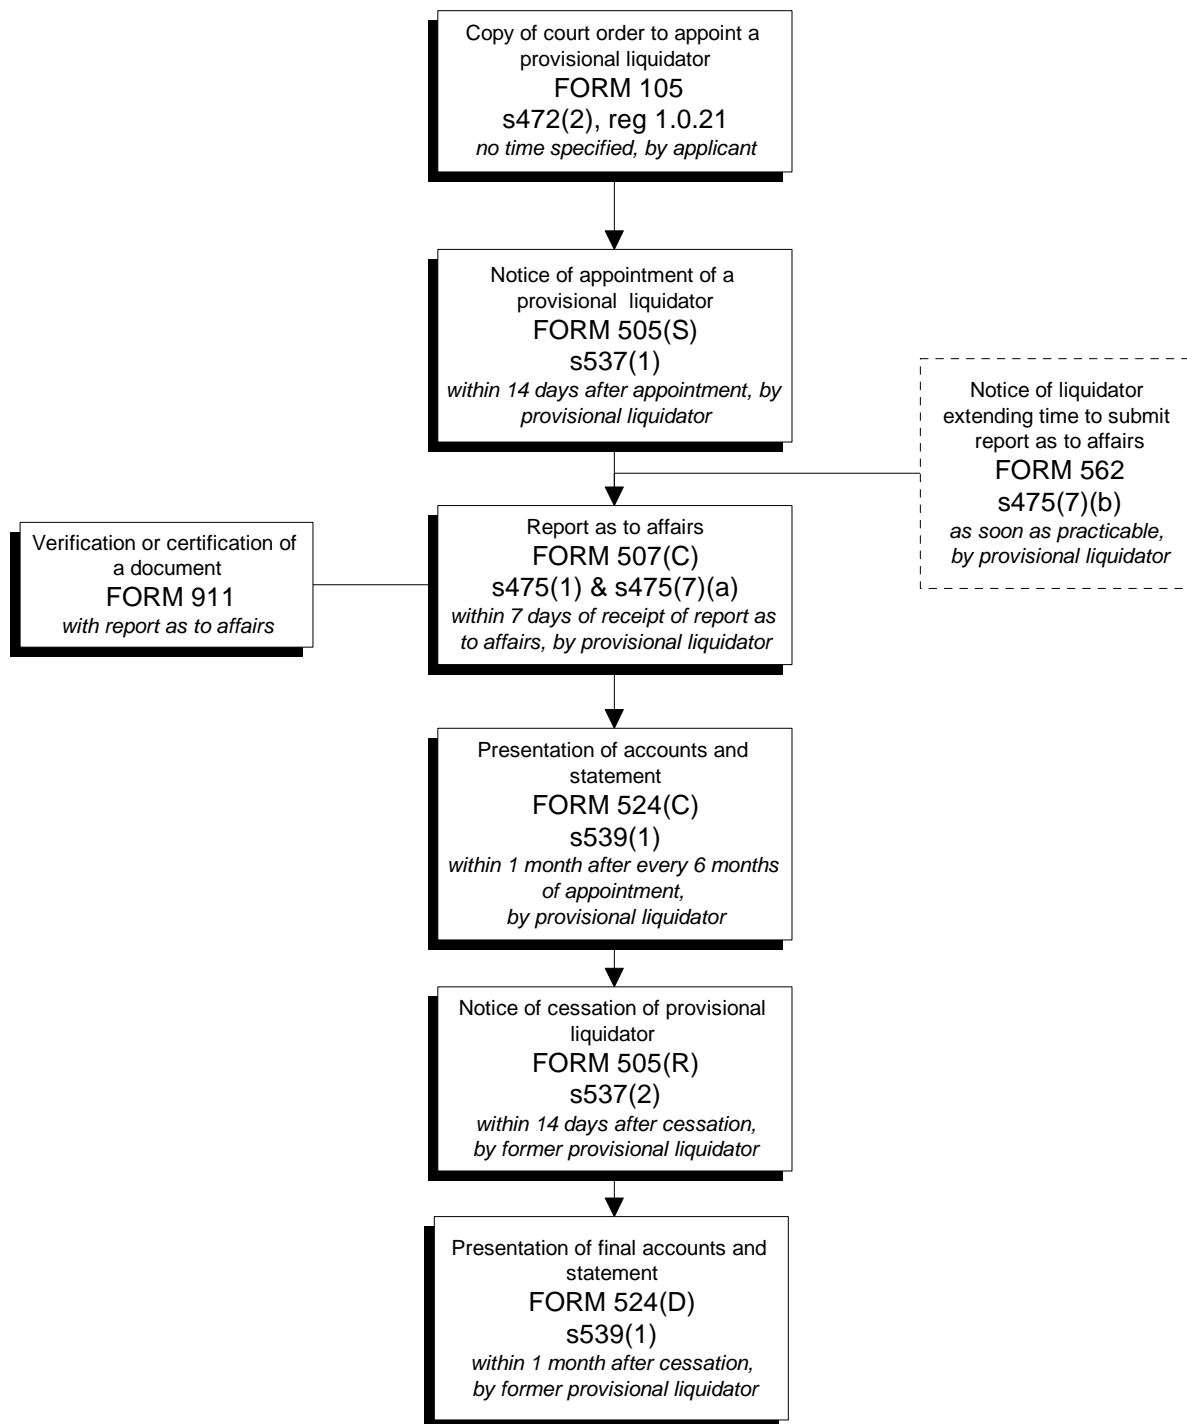 Copy of court order to appoint a
provisional liquidator
FORM 105
s472(2), reg 1.0.21
no time specified, by applicant
Notice of appointment of a
provisional liquidator
FORM 505(S)
s537(1)
within 14 days after appointment, by
provisional liquidator
Notice of liquidator
extending time to submit
report as to affairs
FORM 562
s475(7)(b)
as soon as practicable,
by provisional liquidator
Verification or certification of
a document
FORM 911
with report as to affairs
Report as to affairs
FORM 507(C)
s475(1) & s475(7)(a)
within 7 days of receipt of report as
to affairs, by provisional liquidator
Presentation of accounts and
statement
FORM 524(C)
s539(1)
within 1 month after every 6 months
of appointment,
by provisional liquidator
Notice of cessation of provisional
liquidator
FORM 505(R)
s537(2)
within 14 days after cessation,
by former provisional liquidator
Presentation of final accounts and
statement
FORM 524(D)
s539(1)
within 1 month after cessation,
by former provisional liquidator